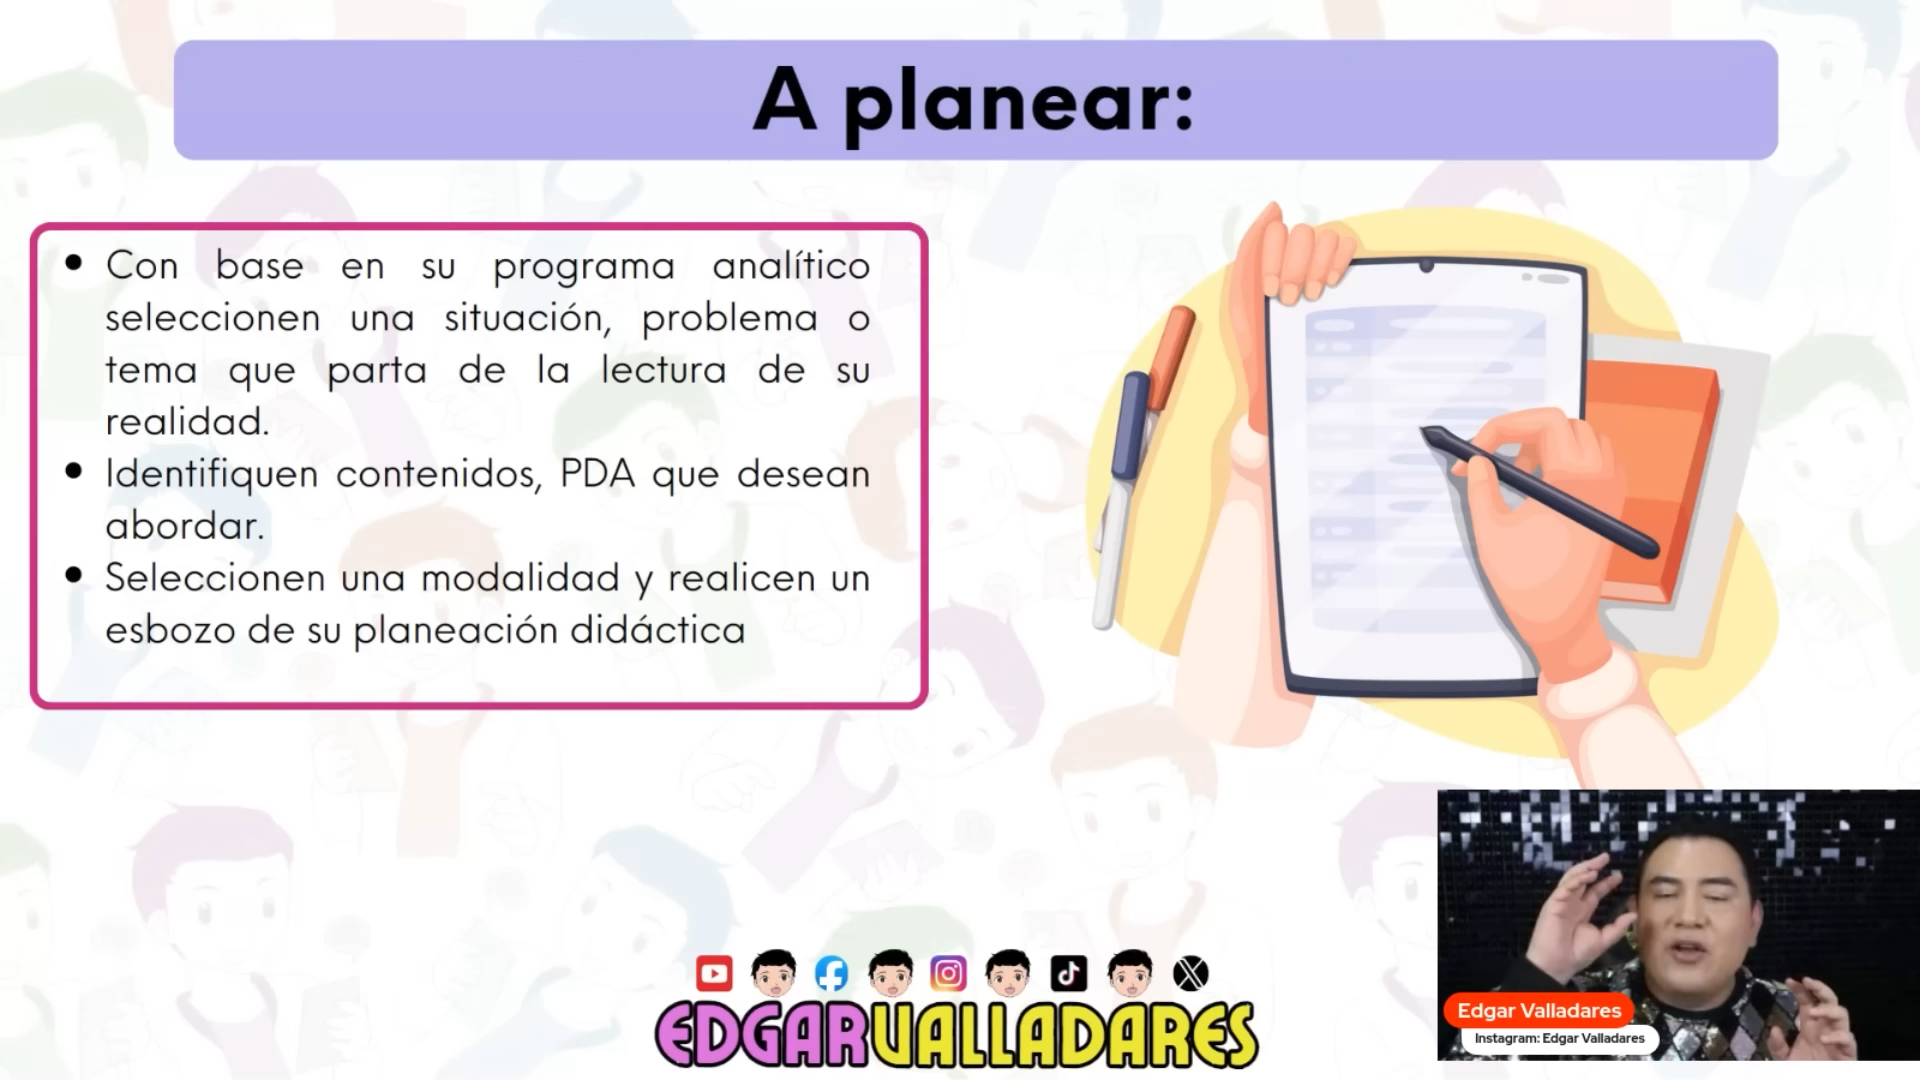 A planear:
Con base en su programa analítico
seleccionen una situación, problema o
tema que parta de la lectura de su
realidad.
Identifiquen contenidos, PDA que desean
abordar.
Seleccionen una modalidad y realicen un
esbozo de su planeación didáctica
EDGARVALLADARES
Edgar Valladares
Instagram: Edgar Valladares